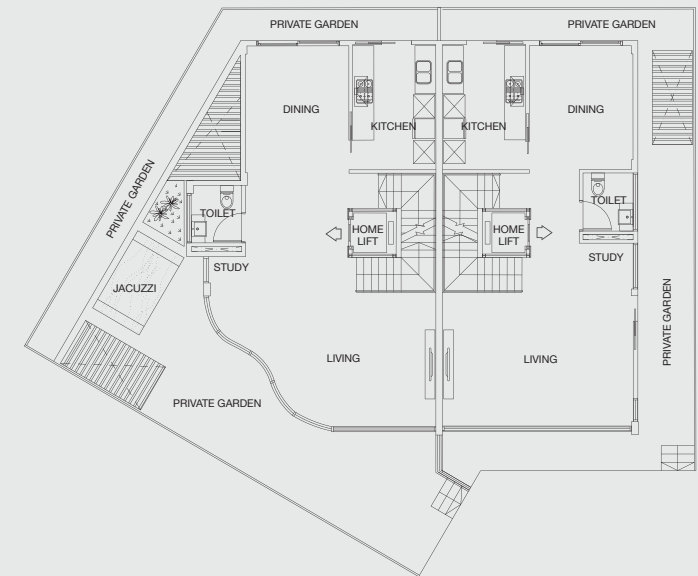 PRIVATE GARDEN
PRIVATE GARDEN
DINING
DINING
KITCHEN
KITCHEN
PRIVATE GARDEN
TOILET
TOILET
HOME
LIFT
HOME
LIFT
STUDY
STUDY
JACUZZI
PRIVATE GARDEN
LIVING
LIVING
PRIVATE GARDEN